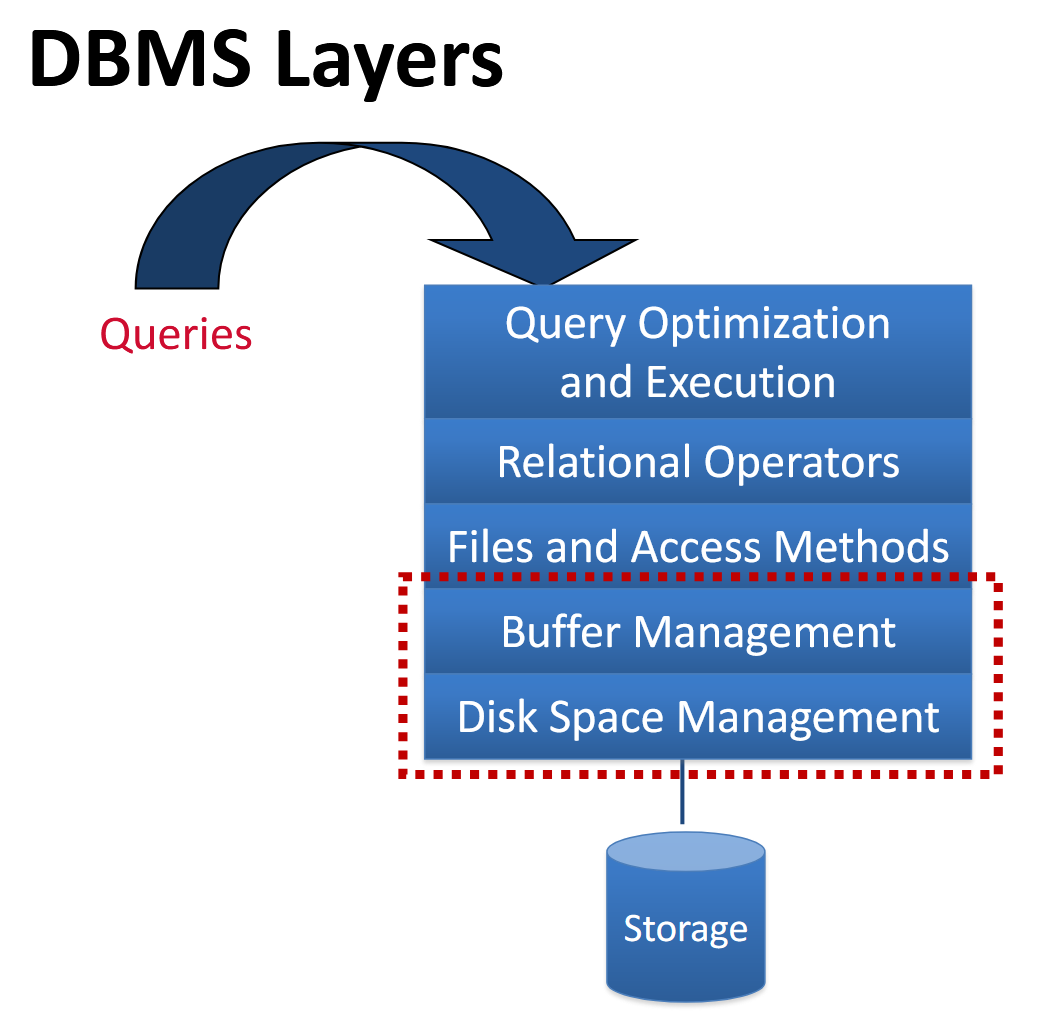 DBMS Layers
Queries
Query Optimization
and Execution
Relational Operators
Files and Access Methods
Buffer Management
Disk Space Management
Storage